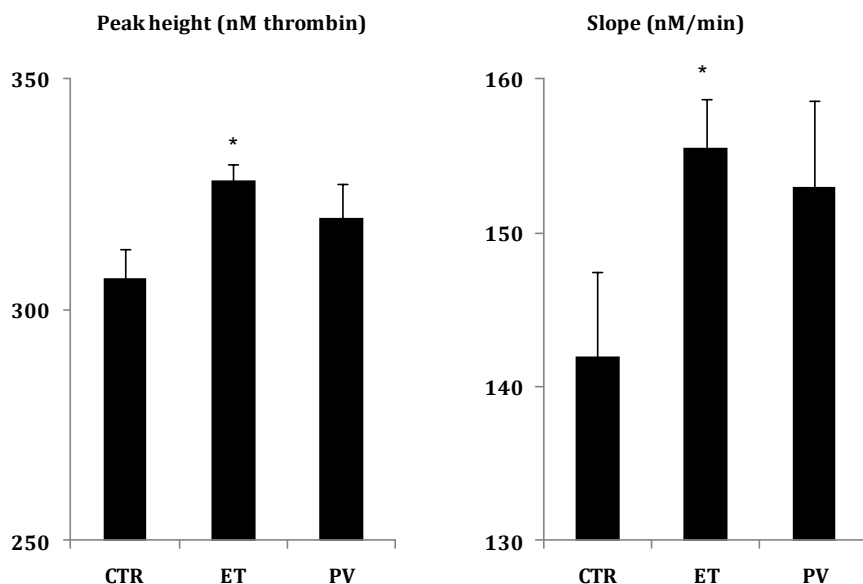 Peak height (nM thrombin)
350
300
250
*
CTR ET PV
Slope (nM/min)
160
150
140
130
*
CTR ET PV